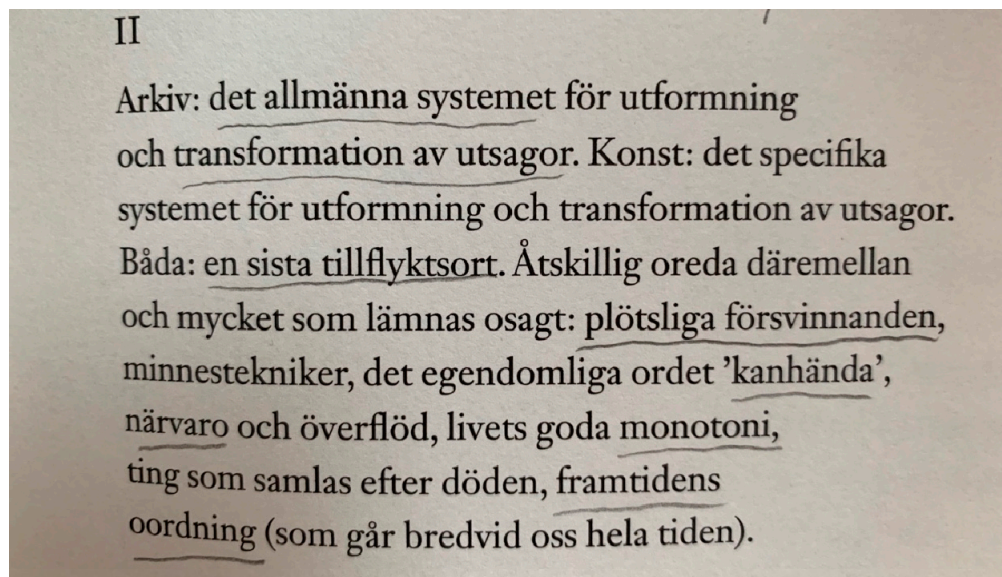 II
Arkiv: det allmänna systemet för utformning
och transformation av utsagor. Konst: det specifika
systemet för utformning och transformation av utsagor.
Båda: en sista tillflyktsort. Åtskillig oreda däremellan
och mycket som lämnas osagt: plötsliga försvinnanden,
minnestekniker, det egendomliga ordet ’kanhända’,
närvaro och överflöd, livets goda monotoni,
ting som samlas efter döden, framtidens
oordning (som går bredvid oss hela tiden).